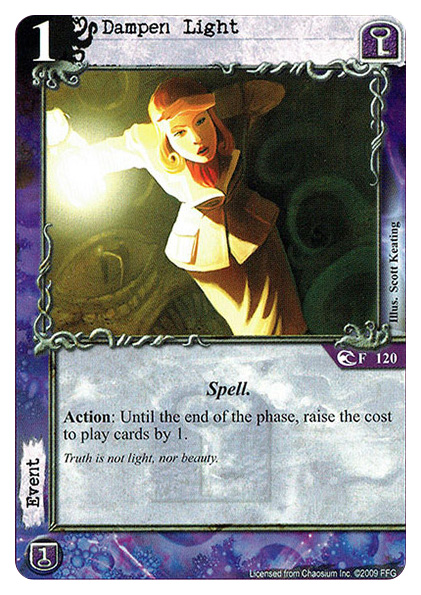 1
Dampen Light
Illus. Scott Keating
F 120
Spell.
Action: Until the end of the phase, raise the cost
to play cards by 1.
Truth is not light, nor beauty.
Event
1
Licensed from Chaosium Inc. ©2009 FFG